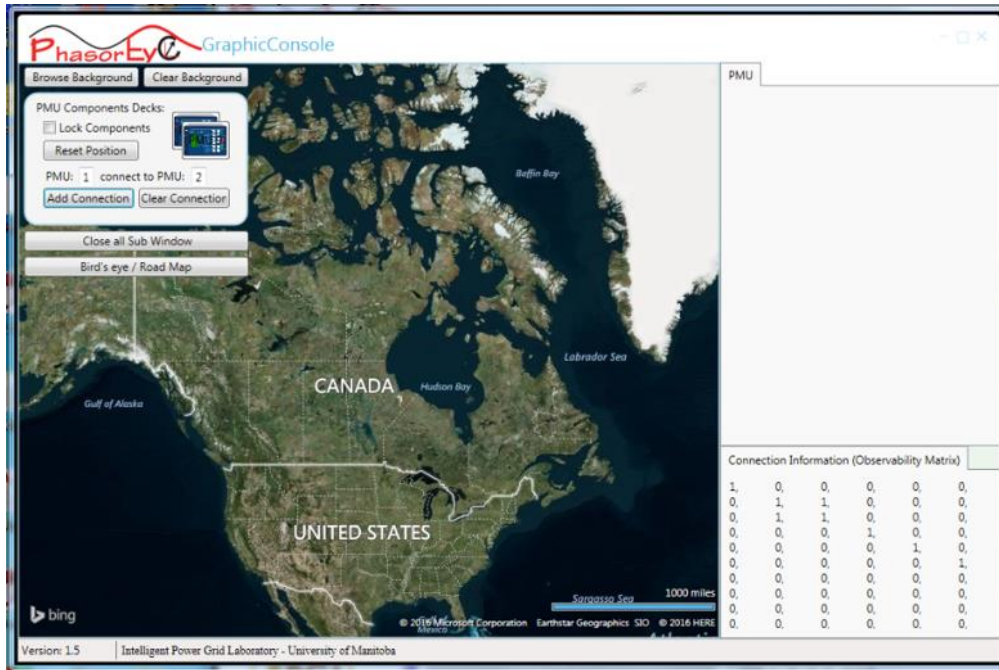 PhasorEye GraphicConsole
Browse Background Clear Background
PMU Components Decks:
Lock Components
Reset Position
PMU: 1 connect to PMU: 2
Add Connection Clear Connection
Close all Sub Window
Bird's eye / Road Map
PMU
Baffin Bay
Labrador Sea
CANADA
Hudson Bay
Gulf of Alaska
UNITED STATES
Connection Information (Observability Matrix)
1, 0, 0, 0, 0, 0,
0, 1, 1, 0, 0, 0,
0, 1, 1, 0, 0, 0,
0, 0, 0, 1, 0, 0,
0, 0, 0, 0, 1, 0,
0, 0, 0, 0, 0, 1,
0, 0, 0, 0, 0, 0,
0, 0, 0, 0, 0, 0,
0, 0, 0, 0, 0, 0,
0, 0, 0, 0, 0, 0,
Sargasso Sea
1000 miles
bing
Gulf of
Mexico
© 2016 Microsoft Corporation Earthstar Geographics SIO © 2016 HERE
Version: 1.5 Intelligent Power Grid Laboratory - University of Manitoba